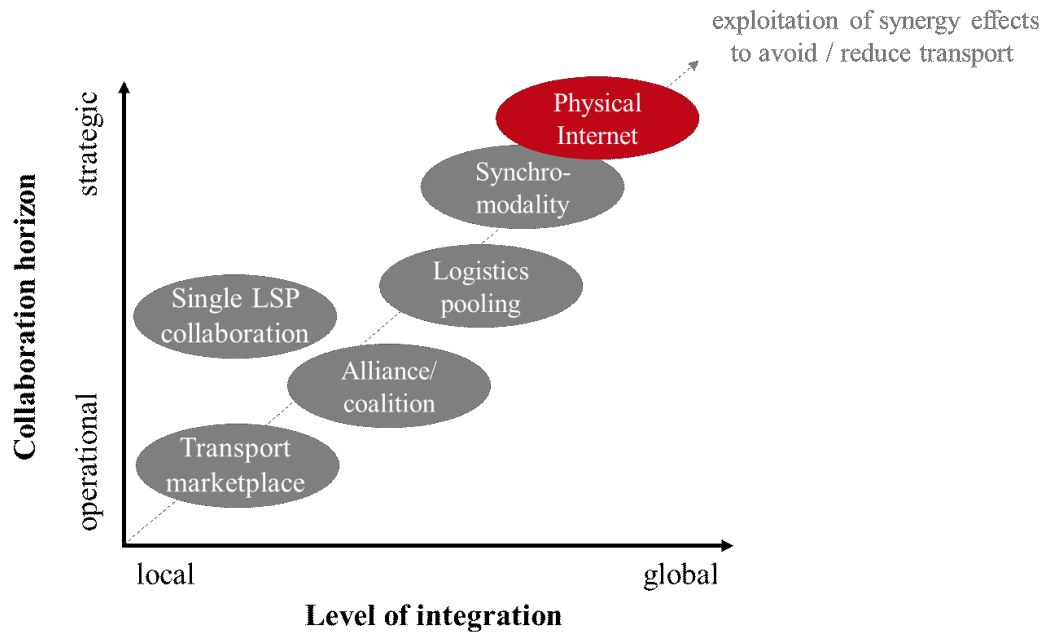 exploitation of synergy effects
to avoid / reduce transport
Physical
Internet
strategic
Synchro-
modality
Logistics
pooling
Single LSP
collaboration
Collaboration horizon
Alliance/
coalition
operational
Transport
marketplace
local
global
Level of integration